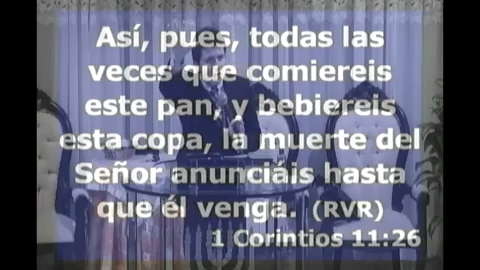 Así, pues, todas las
veces que comiereis
este pan, y bebiereis
esta copa, la muerte del
Señor anunciáis hasta
que él venga. (RVR)
1 Corintios 11:26